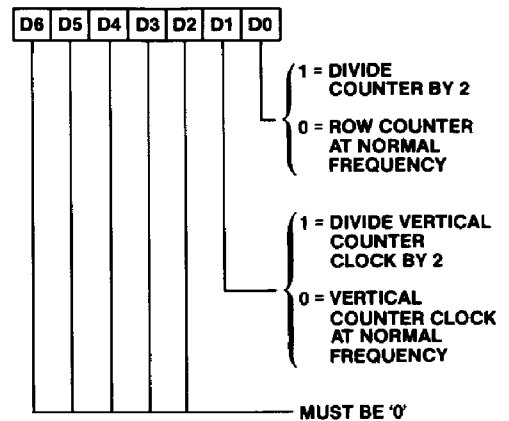 D6 D5 D4 D3 D2 D1 D0
1 = DIVIDE
COUNTER BY 2
0 = ROW COUNTER
AT NORMAL
FREQUENCY
1 = DIVIDE VERTICAL
COUNTER
CLOCK BY 2
0 = VERTICAL
COUNTER CLOCK
AT NORMAL
FREQUENCY
MUST BE '0'